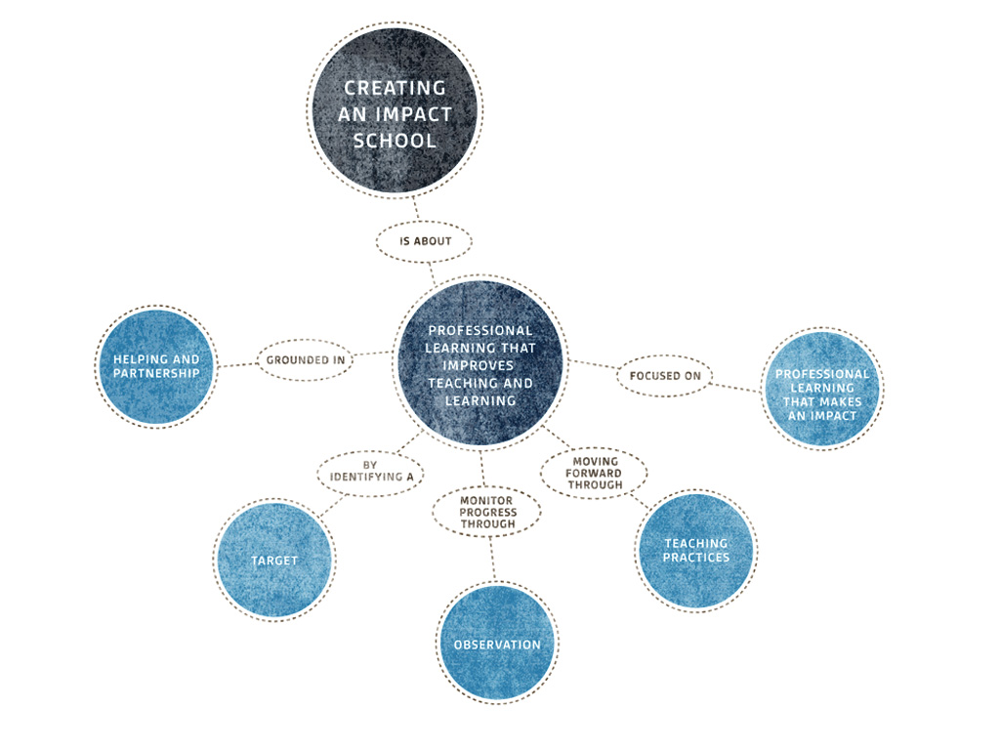 CREATING
AN IMPACT
SCHOOL
IS ABOUT
PROFESSIONAL
LEARNING THAT
IMPROVES
TEACHING AND
LEARNING
HELPING AND
PARTNERSHIP
GROUNDED IN
FOCUSED ON
PROFESSIONAL
LEARNING
THAT MAKES
AN IMPACT
BY
IDENTIFYING A
TARGET
MONITOR
PROGRESS
THROUGH
OBSERVATION
MOVING
FORWARD
THROUGH
TEACHING
PRACTICES